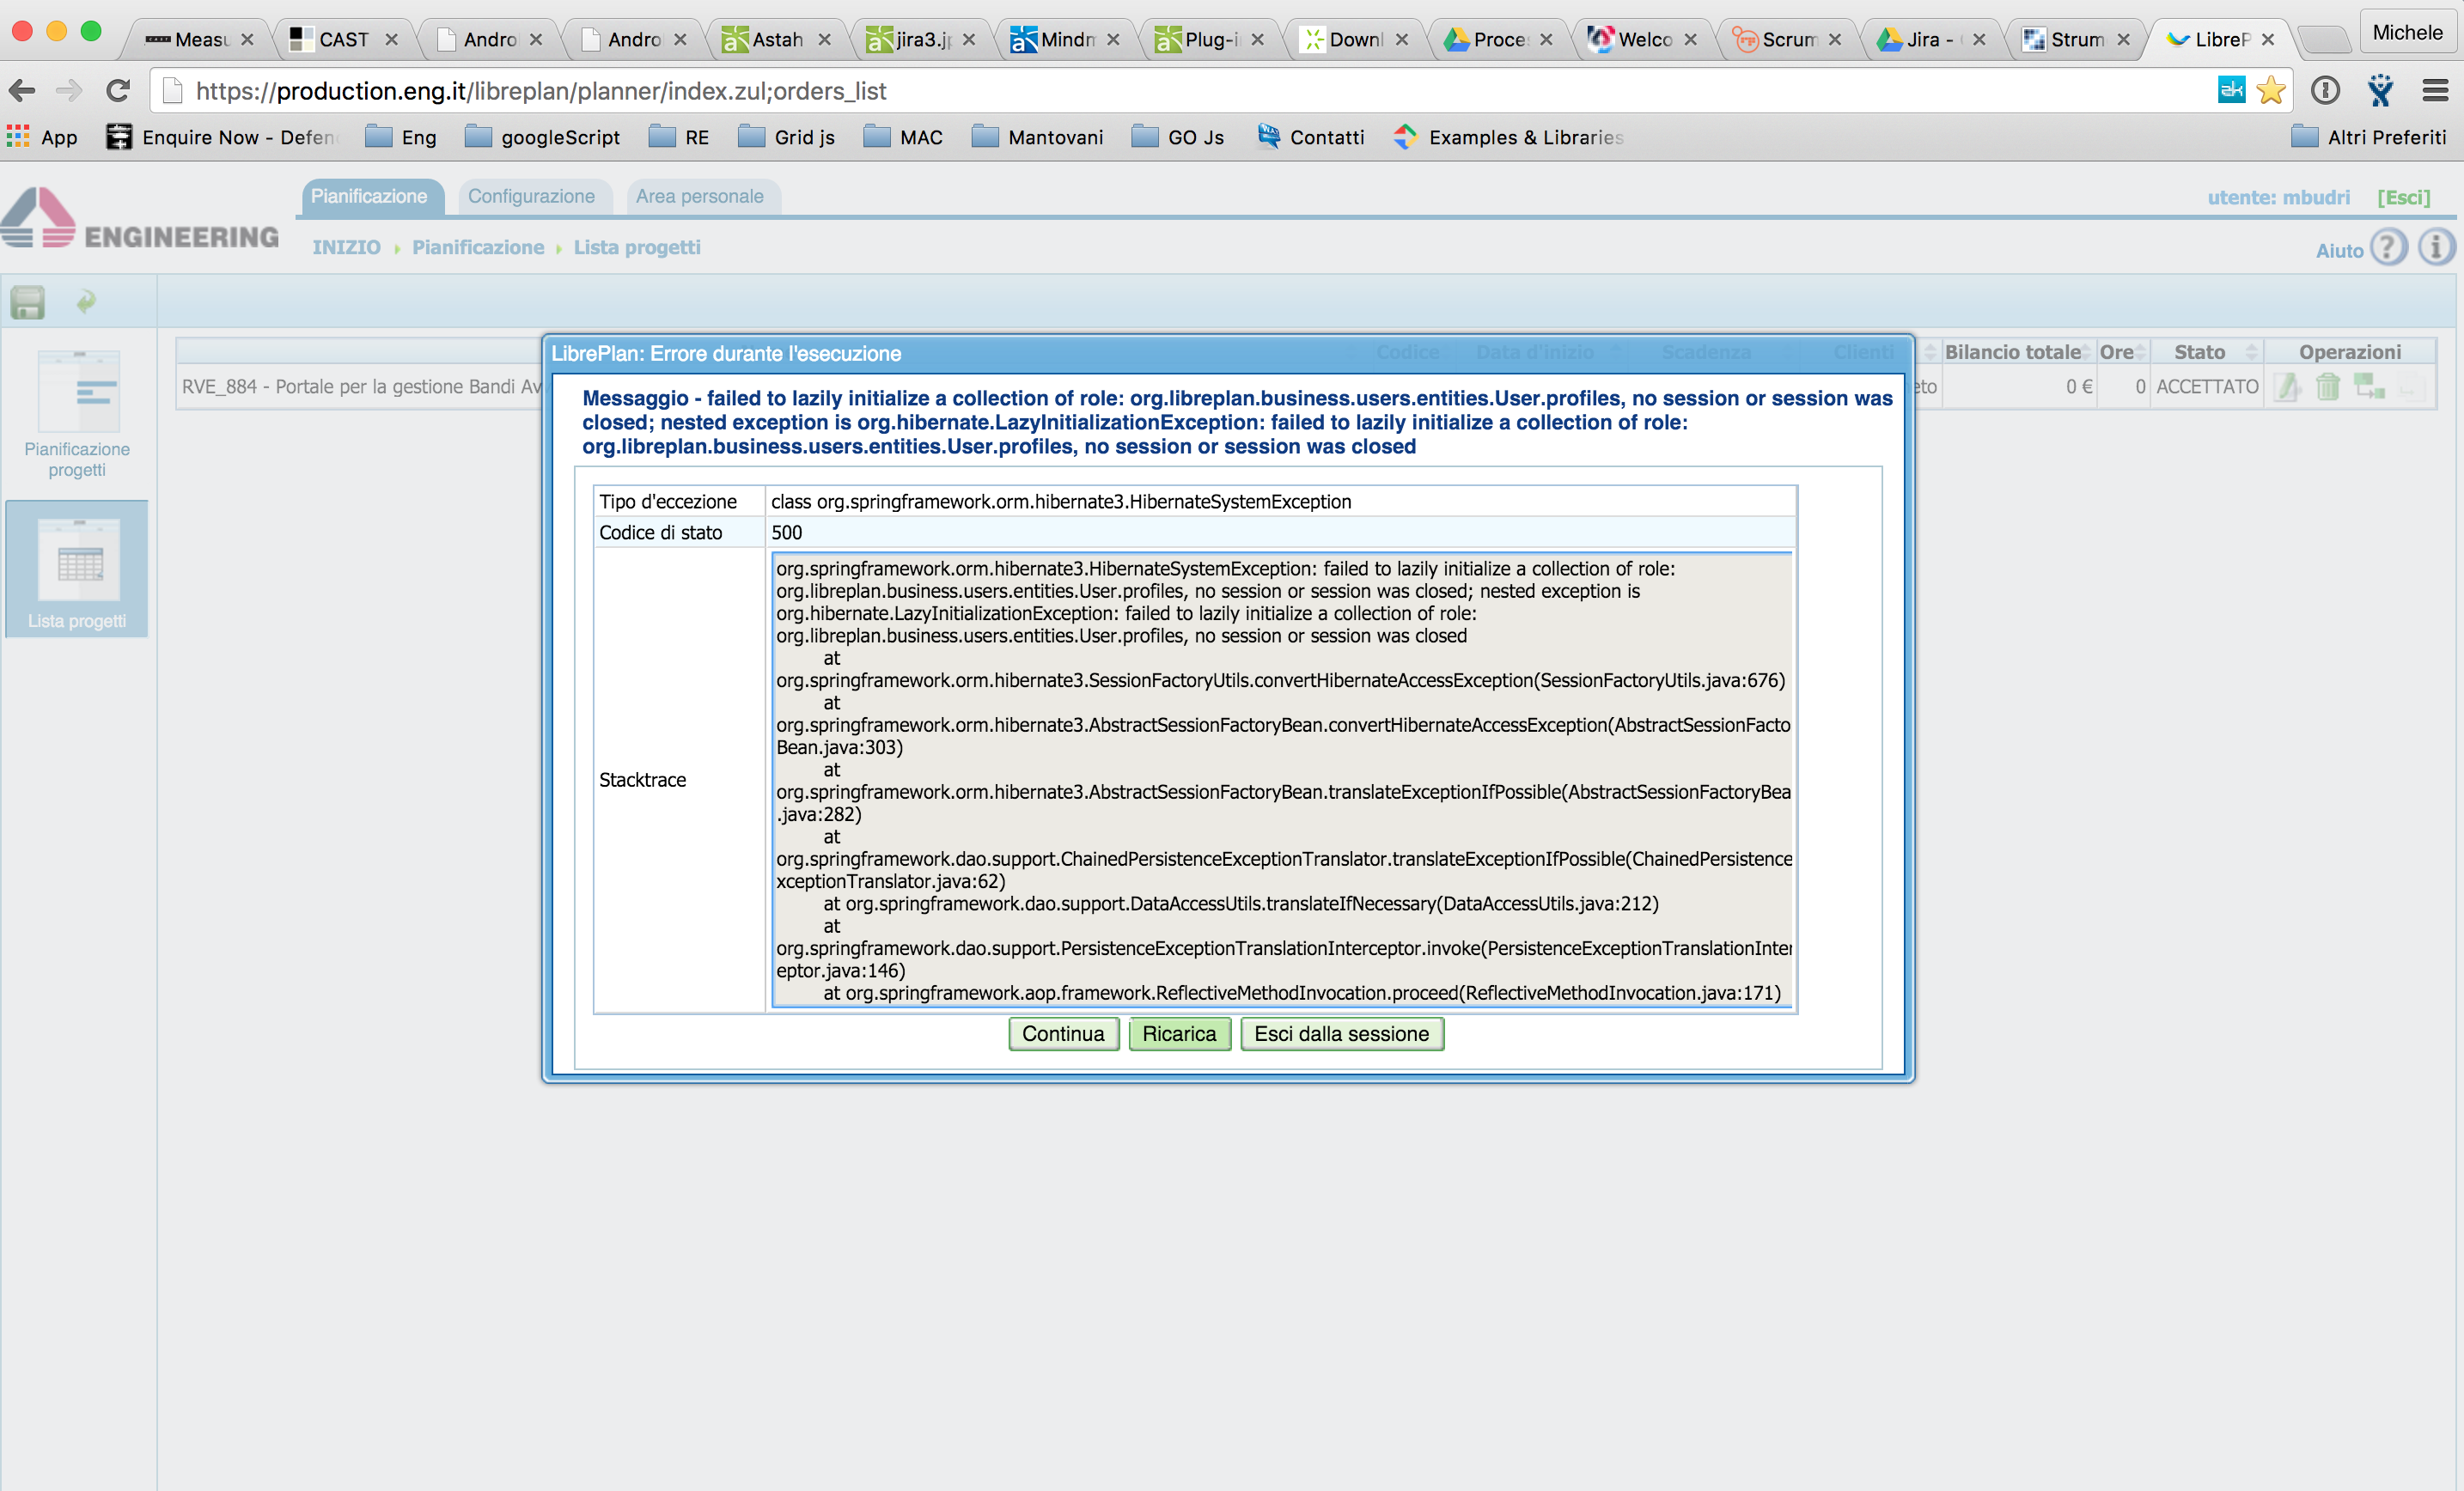 Measu
CAST
Andro
Andro
Astah
jira3.j
Mindm
Plug-i
Downl
Proce
Welco
Scrum
Jira -
Strum
LibreP
Michele
https://production.eng.it/libreplan/planner/index.zul;orders_list
App
Enquire Now - Defen
Eng
googleScript
RE
Grid js
MAC
Mantovani
GO Js
Contatti
Examples & Libraries
Altri Preferiti
ENGINEERING
Pianificazione
Configurazione
Area personale
utente: mbudri
[Esci]
INIZIO Pianificazione Lista progetti
Aiuto
Pianificazione
progetti
Lista progetti
Codice
Data d'inizio
Scadenza
Clienti
Bilancio totale
Ore
Stato
Operazioni
RVE_884 - Portale per la gestione Bandi Av
eto
0 €
0
ACCETTATO
LibrePlan: Errore durante l'esecuzione
Messaggio - failed to lazily initialize a collection of role: org.libreplan.business.users.entities.User.profiles, no session or session was
closed; nested exception is org.hibernate.LazyInitializationException: failed to lazily initialize a collection of role:
org.libreplan.business.users.entities.User.profiles, no session or session was closed
Tipo d'eccezione
class org.springframework.orm.hibernate3.HibernateSystemException
Codice di stato
500
Stacktrace
org.springframework.orm.hibernate3.HibernateSystemException: failed to lazily initialize a collection of role:
org.libreplan.business.users.entities.User.profiles, no session or session was closed; nested exception is
org.hibernate.LazyInitializationException: failed to lazily initialize a collection of role:
org.libreplan.business.users.entities.User.profiles, no session or session was closed
at
org.springframework.orm.hibernate3.SessionFactoryUtils.convertHibernateAccessException(SessionFactoryUtils.java:676)
at
org.springframework.orm.hibernate3.AbstractSessionFactoryBean.convertHibernateAccessException(AbstractSessionFacto
Bean.java:303)
at
org.springframework.orm.hibernate3.AbstractSessionFactoryBean.translateExceptionIfPossible(AbstractSessionFactoryBea
.java:282)
at
org.springframework.dao.support.ChainedPersistenceExceptionTranslator.translateExceptionIfPossible(ChainedPersistence
xceptionTranslator.java:62)
at org.springframework.dao.support.DataAccessUtils.translateIfNecessary(DataAccessUtils.java:212)
at
org.springframework.dao.support.PersistenceExceptionTranslationInterceptor.invoke(PersistenceExceptionTranslationInter
eptor.java:146)
at org.springframework.aop.framework.ReflectiveMethodInvocation.proceed(ReflectiveMethodInvocation.java:171)
Continua
Ricarica
Esci dalla sessione